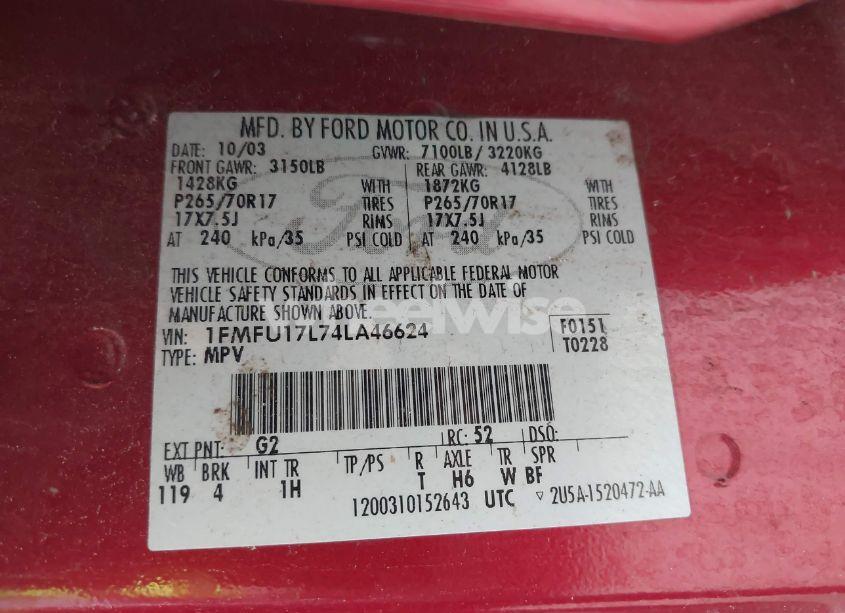 MFD. BY FORD MOTOR CO. IN U.S.A.
DATE: 10/03 GVWR: 7100LB/ 3220KG
FRONT GAWR: 3150LB REAR GAWR: 4128LB
1428KG WITH 1872KG WITH
P265/70R17 TIRES P265/70R17 TIRES
17X7.5J RIMS 17X7.5J RIMS
AT 240 kPa/35 PSI COLD AT 240 kPa/35 PSI COLD
THIS VEHICLE CONFORMS TO ALL APPLICABLE FEDERAL MOTOR
VEHICLE SAFETY STANDARDS IN EFFECT ON THE DATE OF
MANUFACTURE SHOWN ABOVE.
VIN: 1FMFU17L74LA46624 F0151
TYPE: MPV T0228
EXT PNT: G2 RC: 52 DSO:
WB BRK INT TR TP/PS R AXLE TR SPR
119 4 1H T H6 W BF
1200310152643 UTC ▽ 2U5A-1520472-AA